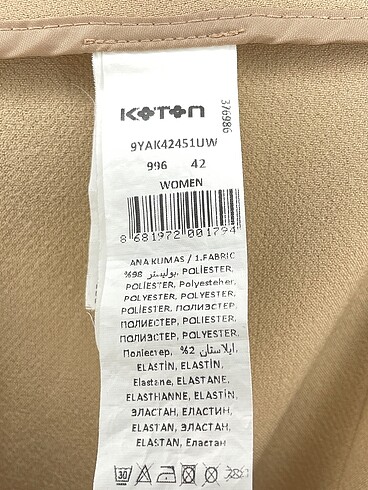 KOTON
376986
9YAK42451UW
996 42
WOMEN
8 681972 001794
ANA KUMAS / 1.FABRIC
%98 بوليستر, POLİESTER,
POLİESTER, Polyesteher,
POLYESTER, POLYESTER,
POLIESTER, ПОЛИЭСТЕР,
ПОЛИЕСТЕР, POLIESTER,
ПОЛИЭСТЕР, POLYESTER,
Поліестер, %2 ايلاستان,
ELASTİN, ELASTİN,
Elastane, ELASTANE,
ELASTHANNE, ELASTİN,
ЭЛАСТАН, ЕЛАСТИН,
ELASTAN, ЭЛАСТАН,
ELASTAN, Еластан
30